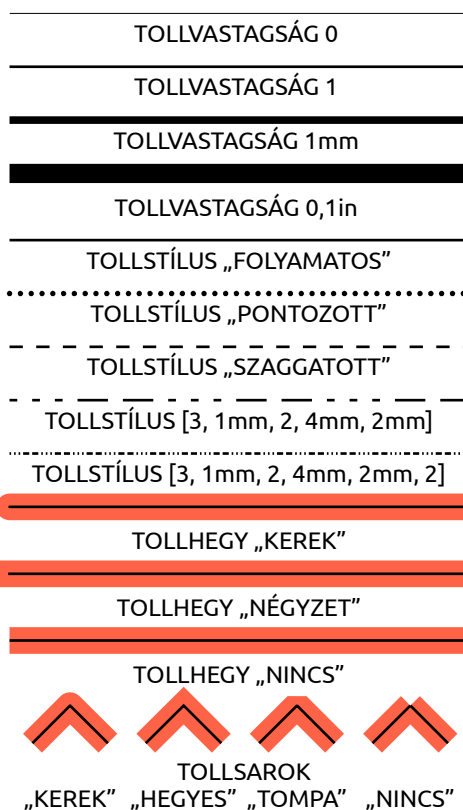 TOLLVASTAGSÁG 0
TOLLVASTAGSÁG 1
TOLLVASTAGSÁG 1mm
TOLLVASTAGSÁG 0,1in
TOLLSTÍLUS „FOLYAMATOS”
TOLLSTÍLUS „PONTOZOTT”
TOLLSTÍLUS „SZAGGATOTT”
TOLLSTÍLUS [3, 1mm, 2, 4mm, 2mm]
TOLLSTÍLUS [3, 1mm, 2, 4mm, 2mm, 2]
TOLLHEGY „KEREK”
TOLLHEGY „NÉGYZET”
TOLLHEGY „NINCS”
TOLLSAROK
„KEREK” „HEGYES” „TOMPA” „NINCS”